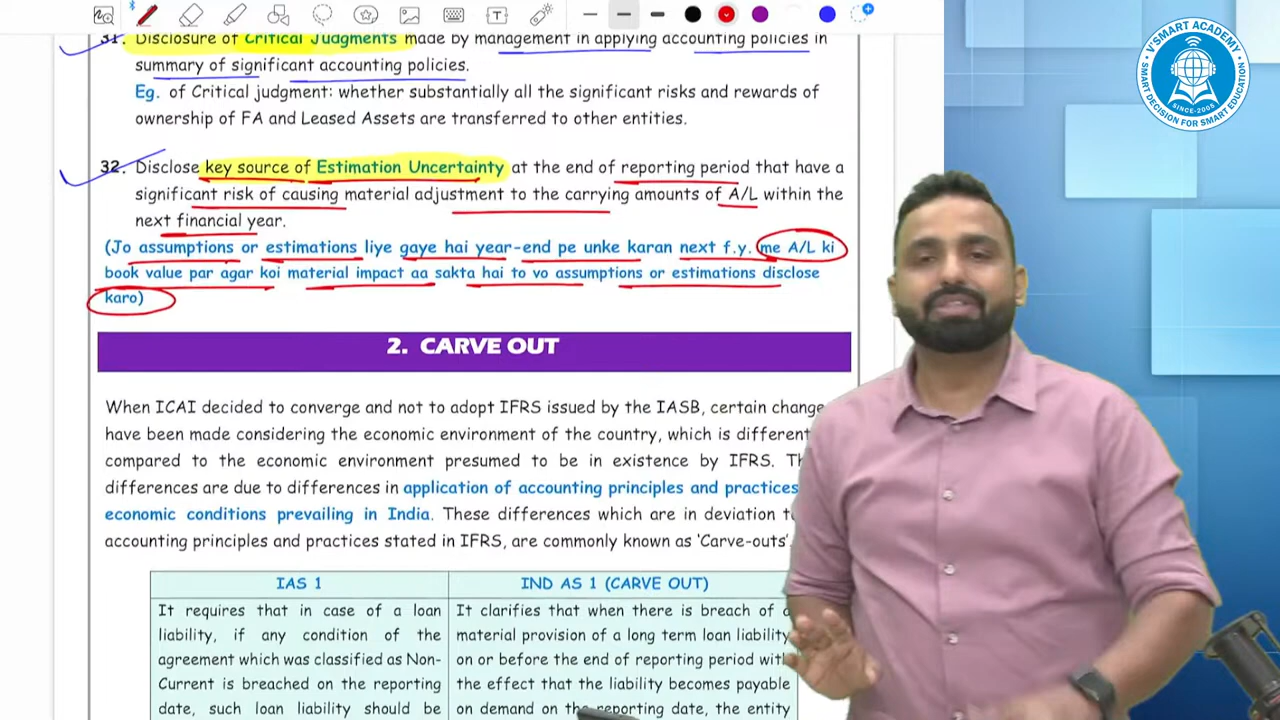 31. Disclosure of Critical Judgments made by management in applying accounting policies in
summary of significant accounting policies.
Eg. of Critical judgment: whether substantially all the significant risks and rewards of
ownership of FA and Leased Assets are transferred to other entities.
32. Disclose key source of Estimation Uncertainty at the end of reporting period that have a
significant risk of causing material adjustment to the carrying amounts of A/L within the
next financial year.
(Jo assumptions or estimations liye gaye hai year-end pe unke karan next f.y. me A/L ki
book value par agar koi material impact aa sakta hai to vo assumptions or estimations disclose
karo)
2. CARVE OUT
When ICAI decided to converge and not to adopt IFRS issued by the IASB, certain change
have been made considering the economic environment of the country, which is different
compared to the economic environment presumed to be in existence by IFRS.
differences are due to differences in application of accounting principles and practices
economic conditions prevailing in India. These differences which are in deviation
accounting principles and practices stated in IFRS, are commonly known as 'Carve-outs'.
IAS 1
It requires that in case of a loan
liability, if any condition of the
agreement which was classified as Non-
Current is breached on the reporting
date, such loan liability should be
IND AS 1 (CARVE OUT)
It clarifies that when there is breach of a
material provision of a long term loan liability
on or before the end of reporting period with
the effect that the liability becomes payable
on demand on the reporting date, the entity
V'SMART ACADEMY
SINCE-2005
SMART DECISION FOR SMART EDUCATION
T